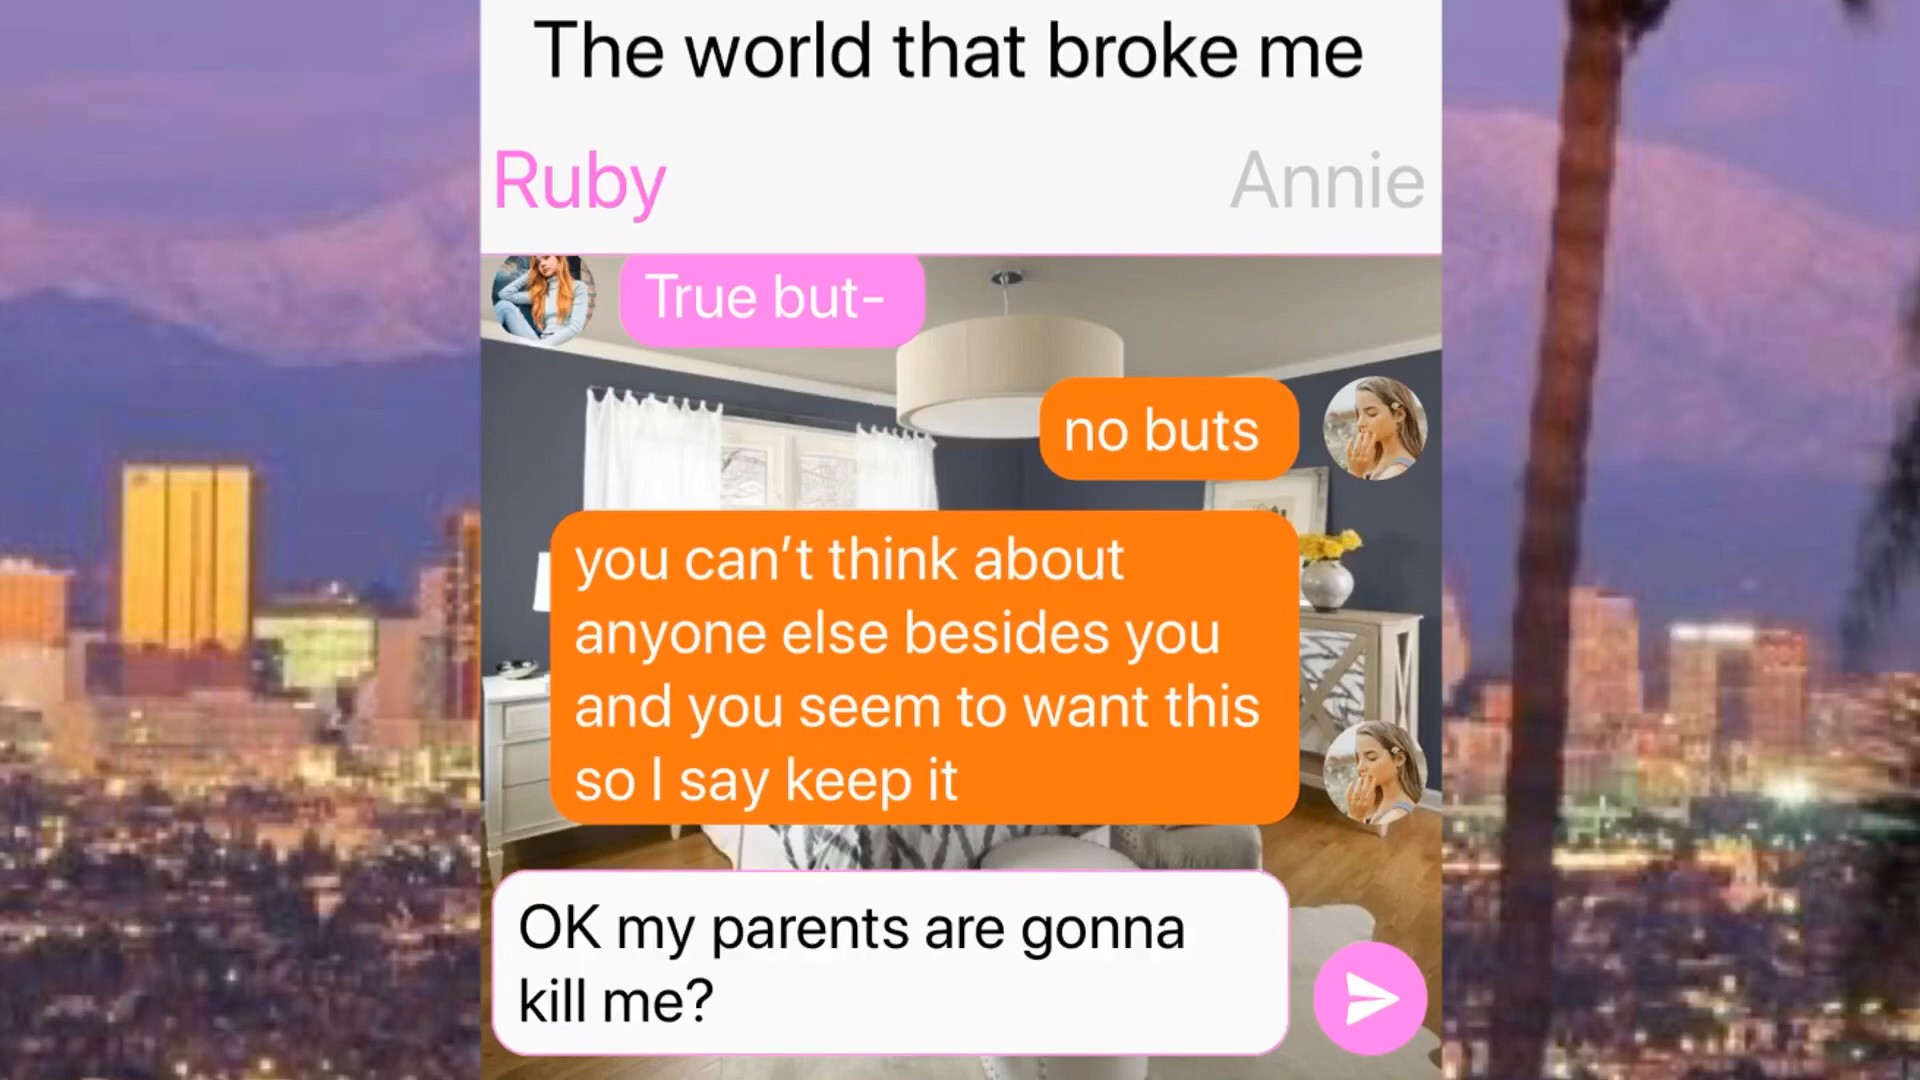 The world that broke me
Ruby
Annie
True but-
no buts
you can’t think about
anyone else besides you
and you seem to want this
so I say keep it
OK my parents are gonna
kill me?